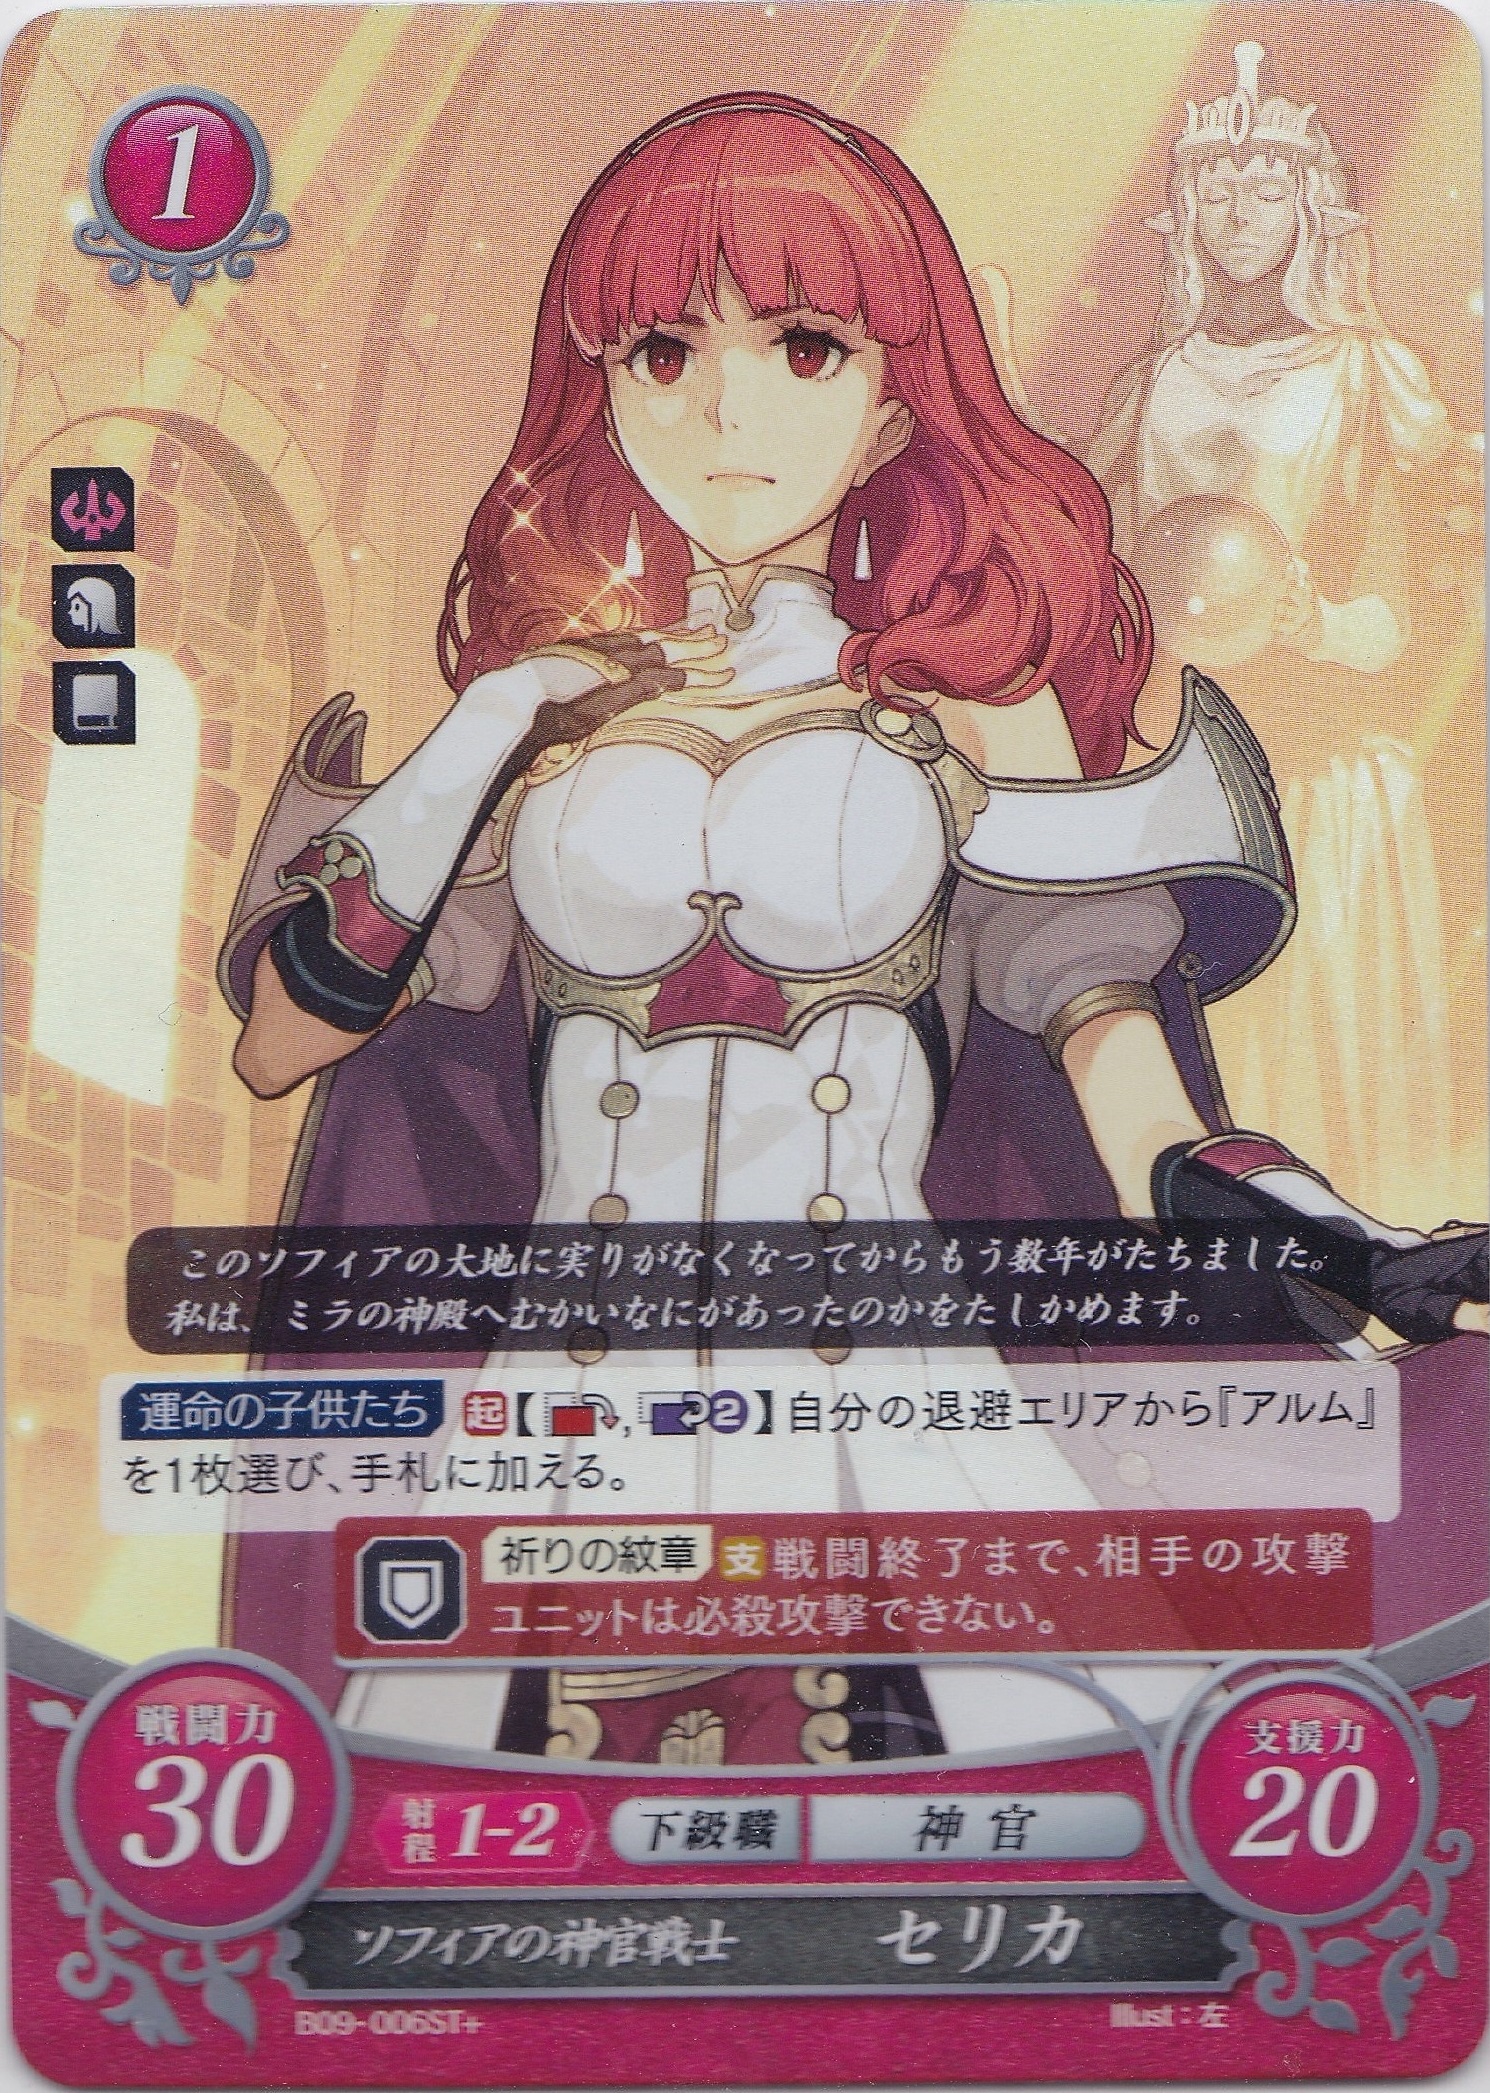 1
このソフィアの大地に実りがなくなってからもう数年がたちました。
私は、ミラの神殿へむかいなにがあったのかをたしかめます。
運命の子供たち 起【 , 2】自分の退避エリアから『アルム』
を1枚選び、手札に加える。
祈りの紋章 支 戦闘終了まで、相手の攻撃
ユニットは必殺攻撃できない。
戦闘力
30
射程 1-2 下級職 神官
支援力
20
ソフィアの神官戦士 セリカ
B09-006ST+ Illust：左